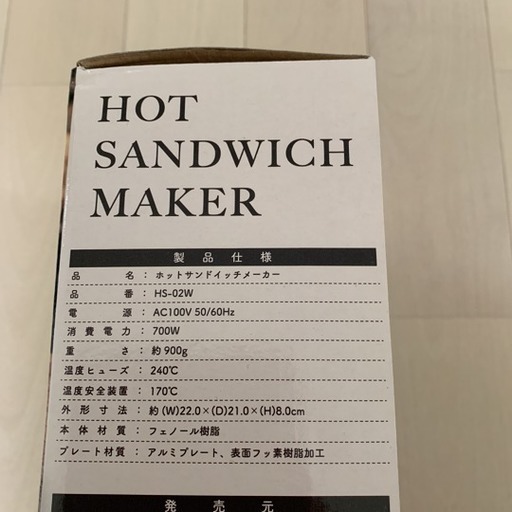 HOT
SANDWICH
MAKER
製品仕様
品名：ホットサンドイッチメーカー
品番：HS-02W
電源：AC100V 50/60Hz
消費電力：700W
重さ：約900g
温度ヒューズ：240℃
温度安全装置：170℃
外形寸法：約(W)22.0×(D)21.0×(H)8.0cm
本体材質：フェノール樹脂
プレート材質：アルミプレート、表面フッ素樹脂加工
発売元